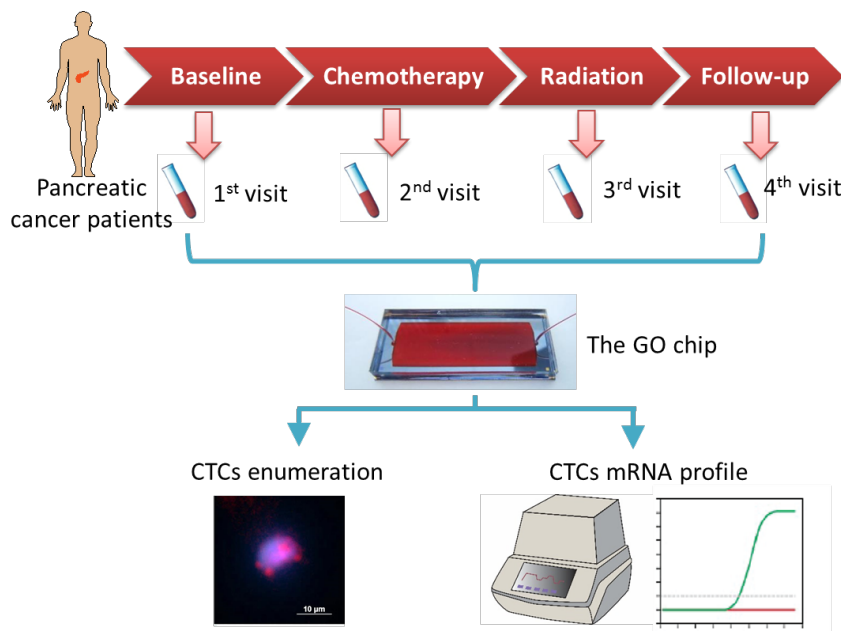 Baseline
Chemotherapy
Radiation
Follow-up
Pancreatic
cancer patients
1st visit
2nd visit
3rd visit
4th visit
The GO chip
CTCs enumeration
CTCs mRNA profile
10 µm